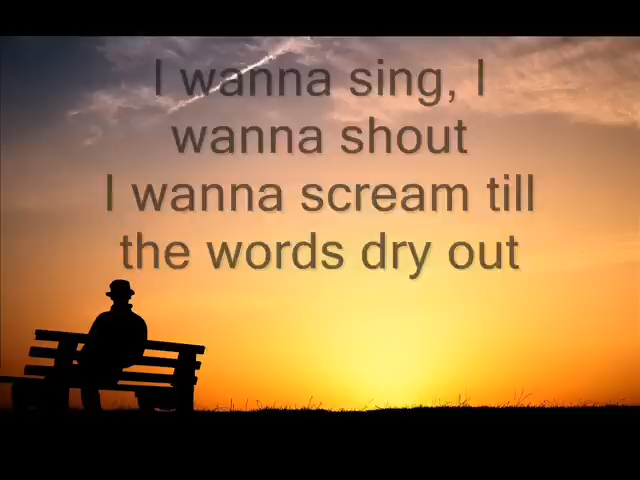 I wanna sing, I
wanna shout
I wanna scream till
the words dry out